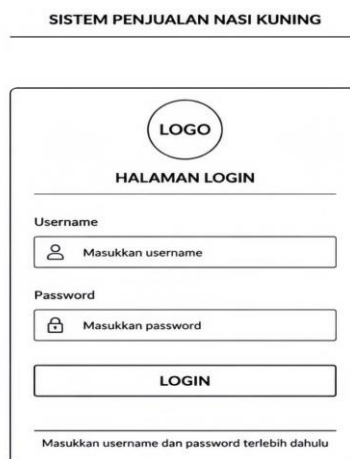 SISTEM PENJUALAN NASI KUNING
LOGO
HALAMAN LOGIN
Username
Masukkan username
Password
Masukkan password
LOGIN
Masukkan username dan password terlebih dahulu